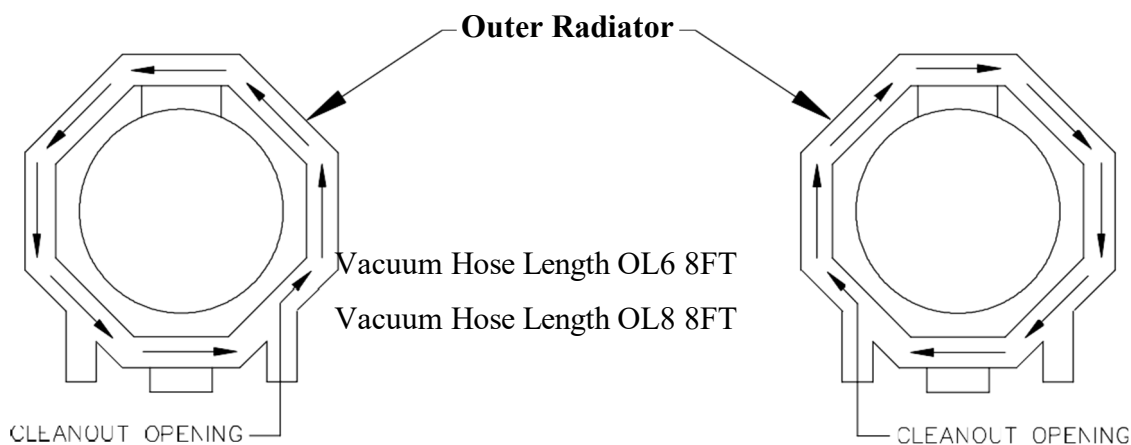 Outer Radiator
Vacuum Hose Length OL6 8FT
Vacuum Hose Length OL8 8FT
CLEANOUT OPENING
CLEANOUT OPENING